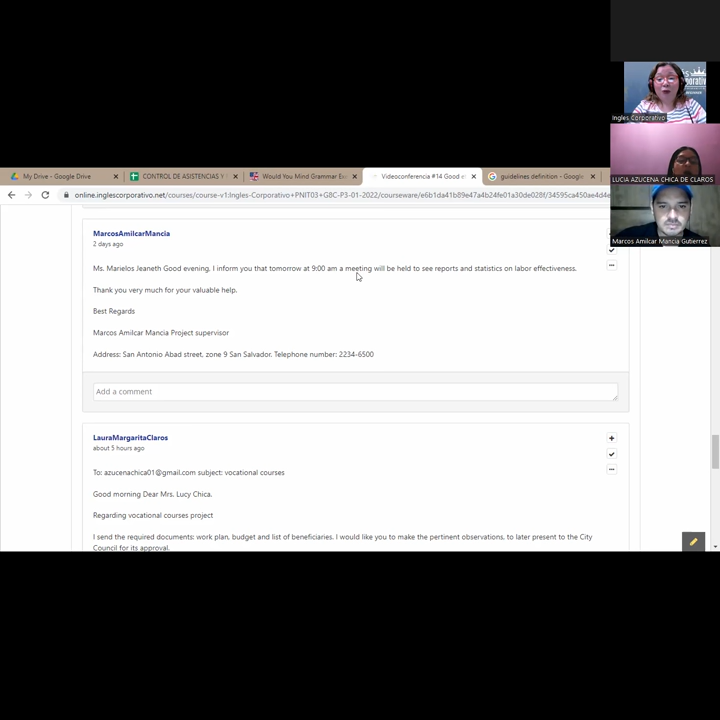 Ingles Corporativo
LUCIA AZUCENA CHICA DE CLAROS
Marcos Amilcar Mancia Gutierrez
My Drive - Google Drive
CONTROL DE ASISTENCIAS Y
Would You Mind Grammar Ex
Videoconferencia #14 Good e
guidelines definition - Google
online.inglescorporativo.net/courses/course-v1:Ingles-Corporativo+PNIT03+G8C-P3-01-2022/courseware/e6b1da41b89e47a4b24fe01a30de028f/34595ca450ae4d4e
MarcosAmilcarMancia
2 days ago
Ms. Marielos Jeaneth Good evening. I inform you that tomorrow at 9:00 am a meeting will be held to see reports and statistics on labor effectiveness.
Thank you very much for your valuable help.
Best Regards
Marcos Amilcar Mancia Project supervisor
Address: San Antonio Abad street, zone 9 San Salvador. Telephone number: 2234-6500
Add a comment
LauraMargaritaClaros
about 5 hours ago
To: azucenachica01@gmail.com subject: vocational courses
Good morning Dear Mrs. Lucy Chica.
Regarding vocational courses project
I send the required documents: work plan, budget and list of beneficiaries. I would like you to make the pertinent observations, to later present to the City
Council for its approval.